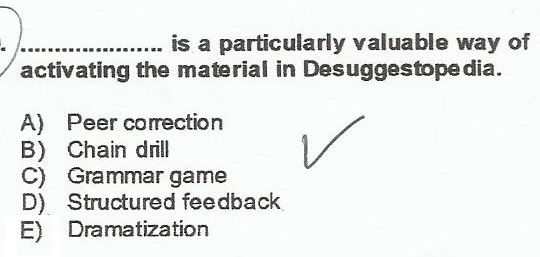 ...................... is a particularly valuable way of
activating the material in Desuggestopedia.
A) Peer correction
B) Chain drill
C) Grammar game
D) Structured feedback
E) Dramatization